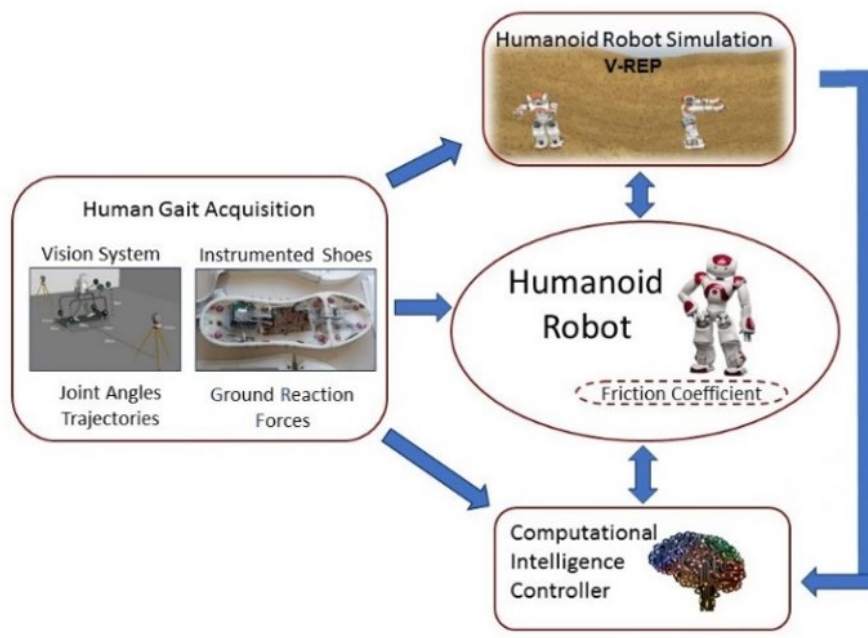 Humanoid Robot Simulation
V-REP
Human Gait Acquisition
Vision System
Instrumented Shoes
Joint Angles
Trajectories
Ground Reaction
Forces
Humanoid
Robot
Friction Coefficient
Computational
Intelligence
Controller